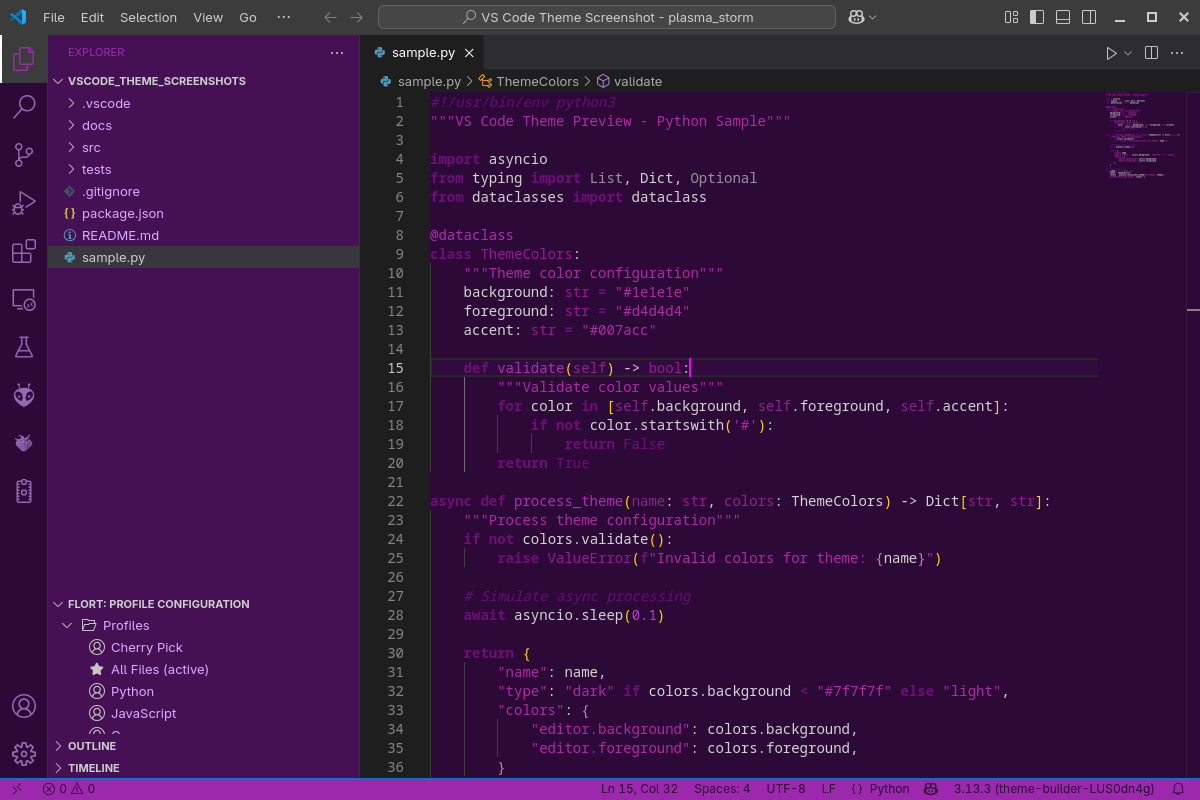 File Edit Selection View Go ···
VS Code Theme Screenshot - plasma_storm
EXPLORER
VSCODE_THEME_SCREENSHOTS
.vscode
docs
src
tests
.gitignore
package.json
README.md
sample.py
FLORT: PROFILE CONFIGURATION
Profiles
Cherry Pick
All Files (active)
Python
JavaScript
OUTLINE
TIMELINE
sample.py
sample.py > ThemeColors > validate
1 #!/usr/bin/env python3
2 """VS Code Theme Preview - Python Sample"""
3
4 import asyncio
5 from typing import List, Dict, Optional
6 from dataclasses import dataclass
7
8 @dataclass
9 class ThemeColors:
10     """Theme color configuration"""
11     background: str = "#1e1e1e"
12     foreground: str = "#d4d4d4"
13     accent: str = "#007acc"
14
15     def validate(self) -> bool:
16         """Validate color values"""
17         for color in [self.background, self.foreground, self.accent]:
18             if not color.startswith('#'):
19                 return False
20         return True
21
22 async def process_theme(name: str, colors: ThemeColors) -> Dict[str, str]:
23     """Process theme configuration"""
24     if not colors.validate():
25         raise ValueError(f"Invalid colors for theme: {name}")
26
27     # Simulate async processing
28     await asyncio.sleep(0.1)
29
30     return {
31         "name": name,
32         "type": "dark" if colors.background < "#7f7f7f" else "light",
33         "colors": {
34             "editor.background": colors.background,
35             "editor.foreground": colors.foreground,
36         }
0 0
Ln 15, Col 32 Spaces: 4 UTF-8 LF {} Python 3.13.3 (theme-builder-LUS0dn4g)